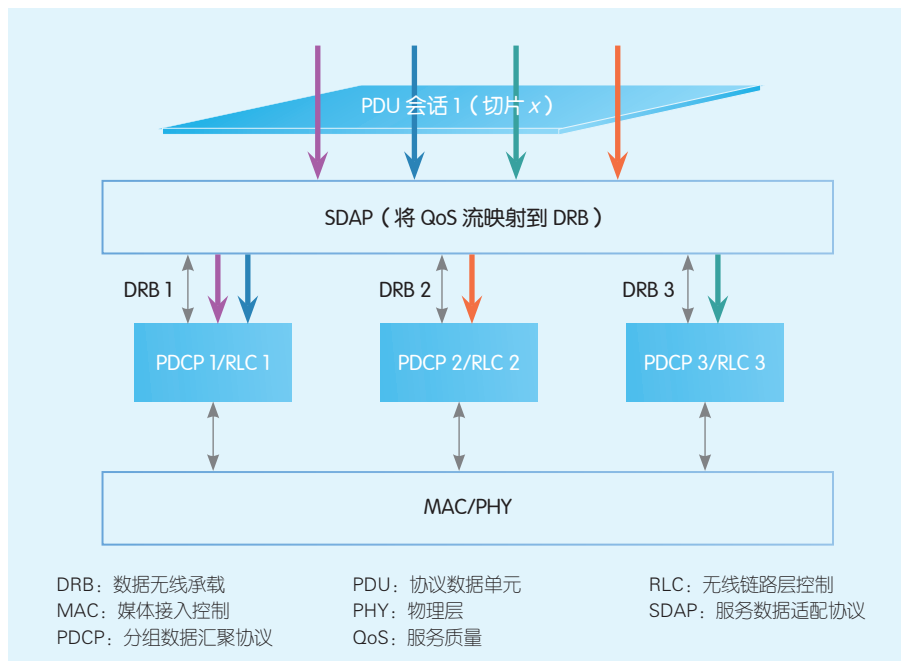 PDU 会话 1（切片 x）
SDAP（将 QoS 流映射到 DRB）
DRB 1
DRB 2
DRB 3
PDCP 1/RLC 1
PDCP 2/RLC 2
PDCP 3/RLC 3
MAC/PHY
DRB：数据无线承载
PDU：协议数据单元
RLC：无线链路层控制
MAC：媒体接入控制
PHY：物理层
SDAP：服务数据适配协议
PDCP：分组数据汇聚协议
QoS：服务质量